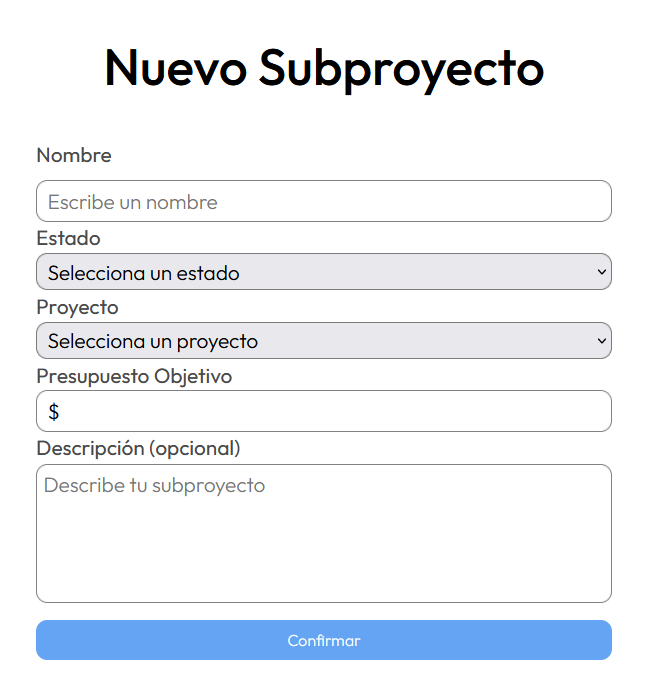 Nuevo Subproyecto
Nombre
Escribe un nombre
Estado
Selecciona un estado
Proyecto
Selecciona un proyecto
Presupuesto Objetivo
$
Descripción (opcional)
Describe tu subproyecto
Confirmar